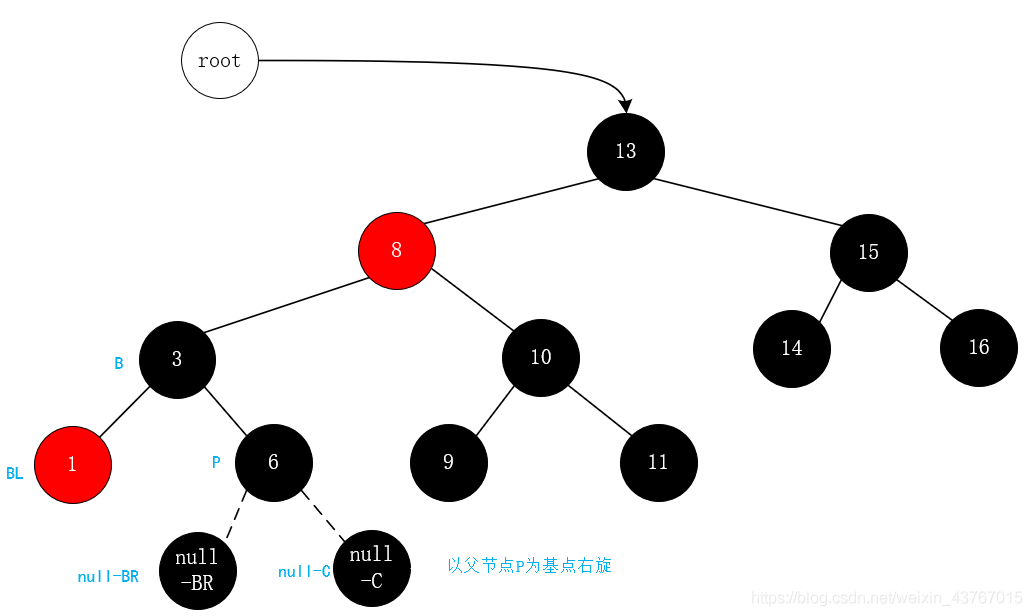 root
13
8
15
3
10
14
16
B
1
6
9
11
BL
P
null
-BR
null
-C
null-BR
null-C
以父节点P为基点右旋
https://blog.csdn.net/weixin_43767015